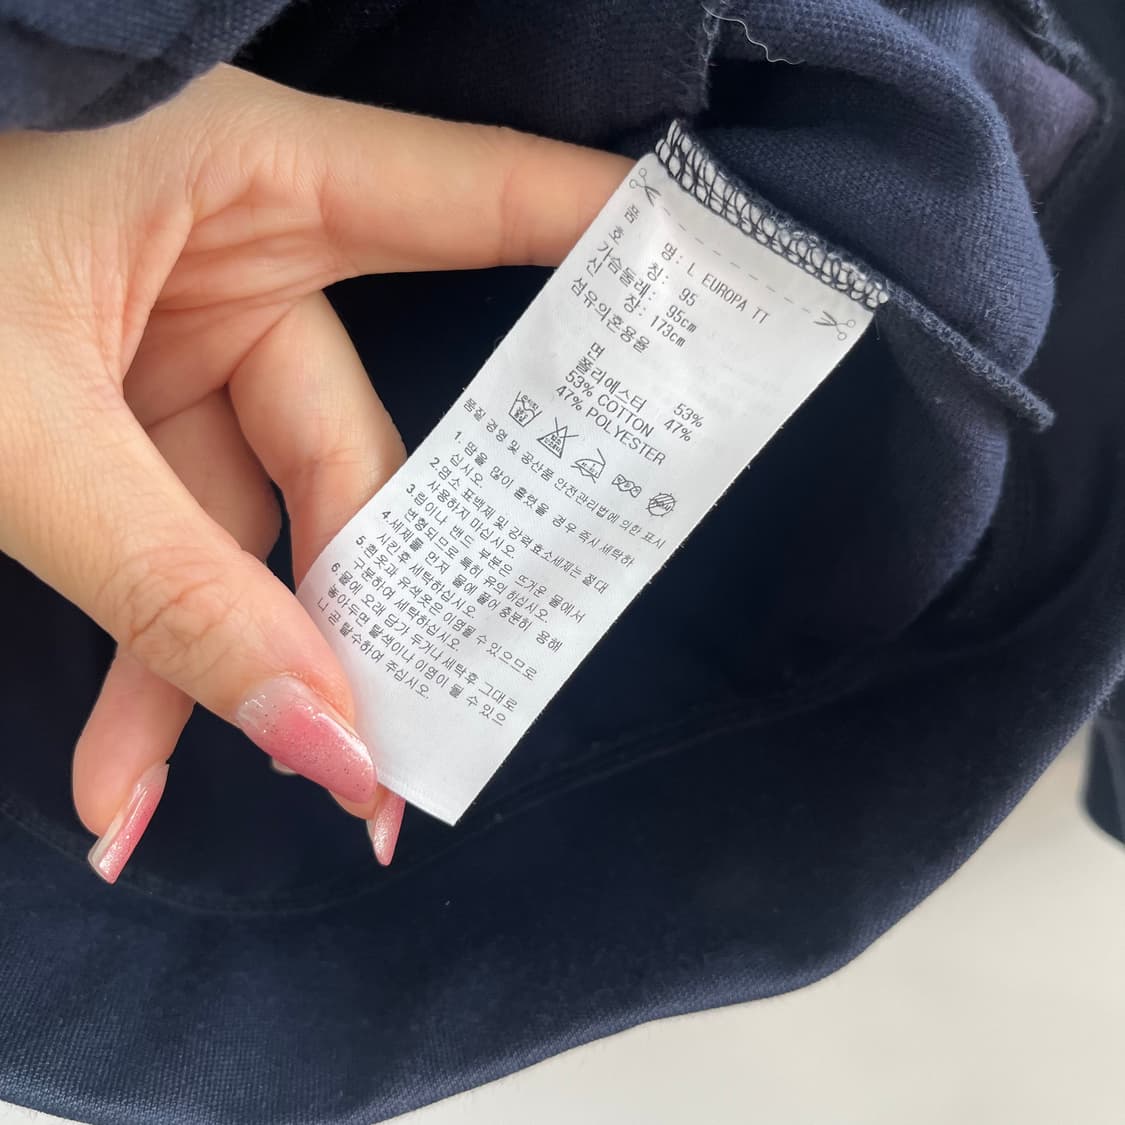 품 명: L EUROPA TT
호 칭: 95
가슴둘레: 95cm
신 장: 173cm
섬유의혼용율
면 53%
폴리에스터 47%
53% COTTON
47% POLYESTER
품질 경영 및 공산품 안전관리법에 의한 표시
1. 땀을 많이 흘렸을 경우 즉시 세탁하
십시오.
2.염소 표백제 및 강력효소세제는 절대
사용하지 마십시오.
3.립이나 밴드 부분은 뜨거운 물에서
변형되므로 특히 유의 하십시오.
4.세제를 먼저 물에 풀어 충분히 용해
시킨후 세탁하십시오.
5.흰옷과 유색옷은 이염될 수 있으므로
구분하여 세탁하십시오.
6.물에 오래 담가 두거나 세탁후 그대로
놓아두면 탈색이나 이염이 될 수 있으
니 곧 탈수하여 주십시오.